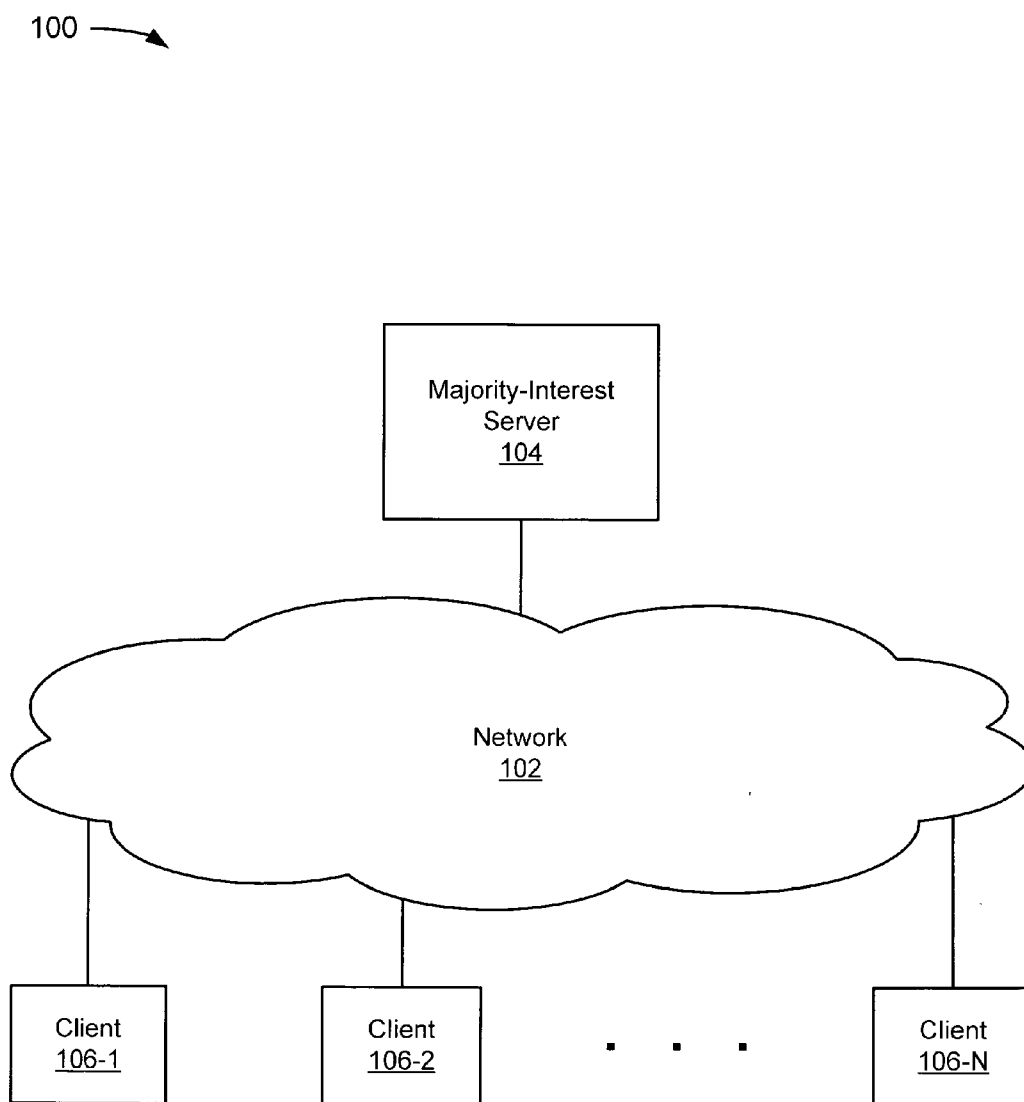 100
Majority-Interest
Server
104
Network
102
Client
106-1
Client
106-2
. . .
Client
106-N